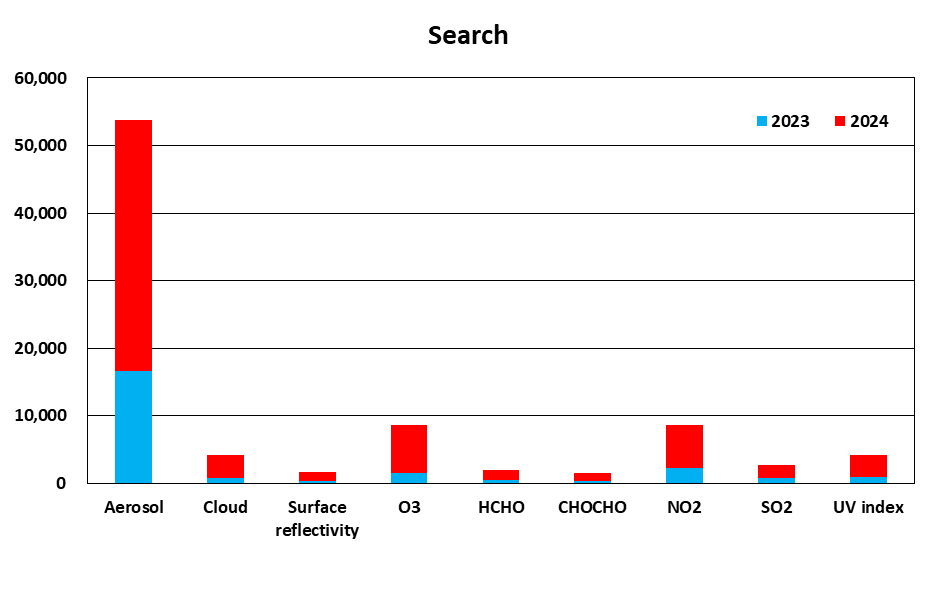 Search
60,000
50,000
40,000
30,000
20,000
10,000
0
2023 2024
Aerosol Cloud Surface O3 HCHO CHOCHO NO2 SO2 UV index
reflectivity